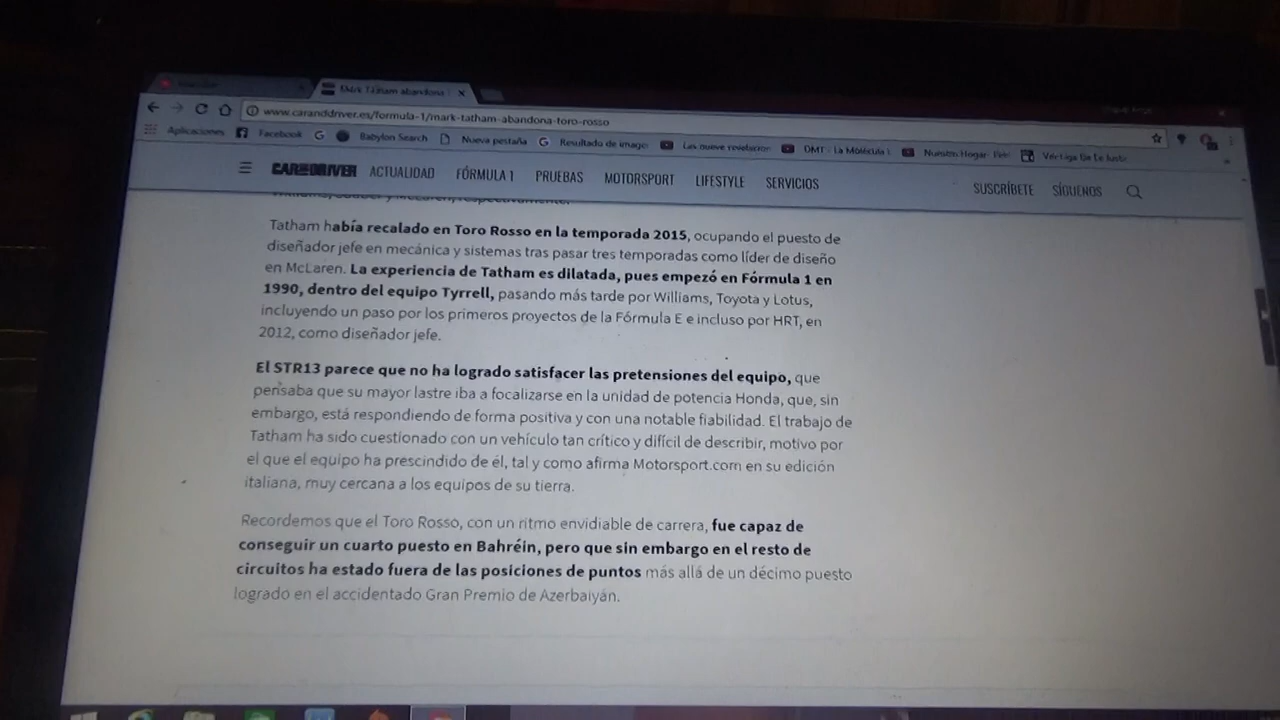 Mark Tatham abandona
www.caranddriver.es/formula-1/mark-tatham-abandona-toro-rosso
Aplicaciones Facebook Babylon Search Nueva pestaña Resultado de image DMT - La Molécula Nuestro Hogar
CAR AND DRIVER ACTUALIDAD FÓRMULA 1 PRUEBAS MOTORSPORT LIFESTYLE SERVICIOS SUSCRÍBETE SÍGUENOS
Tatham había recalado en Toro Rosso en la temporada 2015, ocupando el puesto de
diseñador jefe en mecánica y sistemas tras pasar tres temporadas como líder de diseño
en McLaren. La experiencia de Tatham es dilatada, pues empezó en Fórmula 1 en
1990, dentro del equipo Tyrrell, pasando más tarde por Williams, Toyota y Lotus,
incluyendo un paso por los primeros proyectos de la Fórmula E e incluso por HRT, en
2012, como diseñador jefe.
El STR13 parece que no ha logrado satisfacer las pretensiones del equipo, que
pensaba que su mayor lastre iba a focalizarse en la unidad de potencia Honda, que, sin
embargo, está respondiendo de forma positiva y con una notable fiabilidad. El trabajo de
Tatham ha sido cuestionado con un vehículo tan crítico y difícil de describir, motivo por
el que el equipo ha prescindido de él, tal y como afirma Motorsport.com en su edición
italiana, muy cercana a los equipos de su tierra.
Recordemos que el Toro Rosso, con un ritmo envidiable de carrera, fue capaz de
conseguir un cuarto puesto en Bahréin, pero que sin embargo en el resto de
circuitos ha estado fuera de las posiciones de puntos más allá de un décimo puesto
logrado en el accidentado Gran Premio de Azerbaiyán.